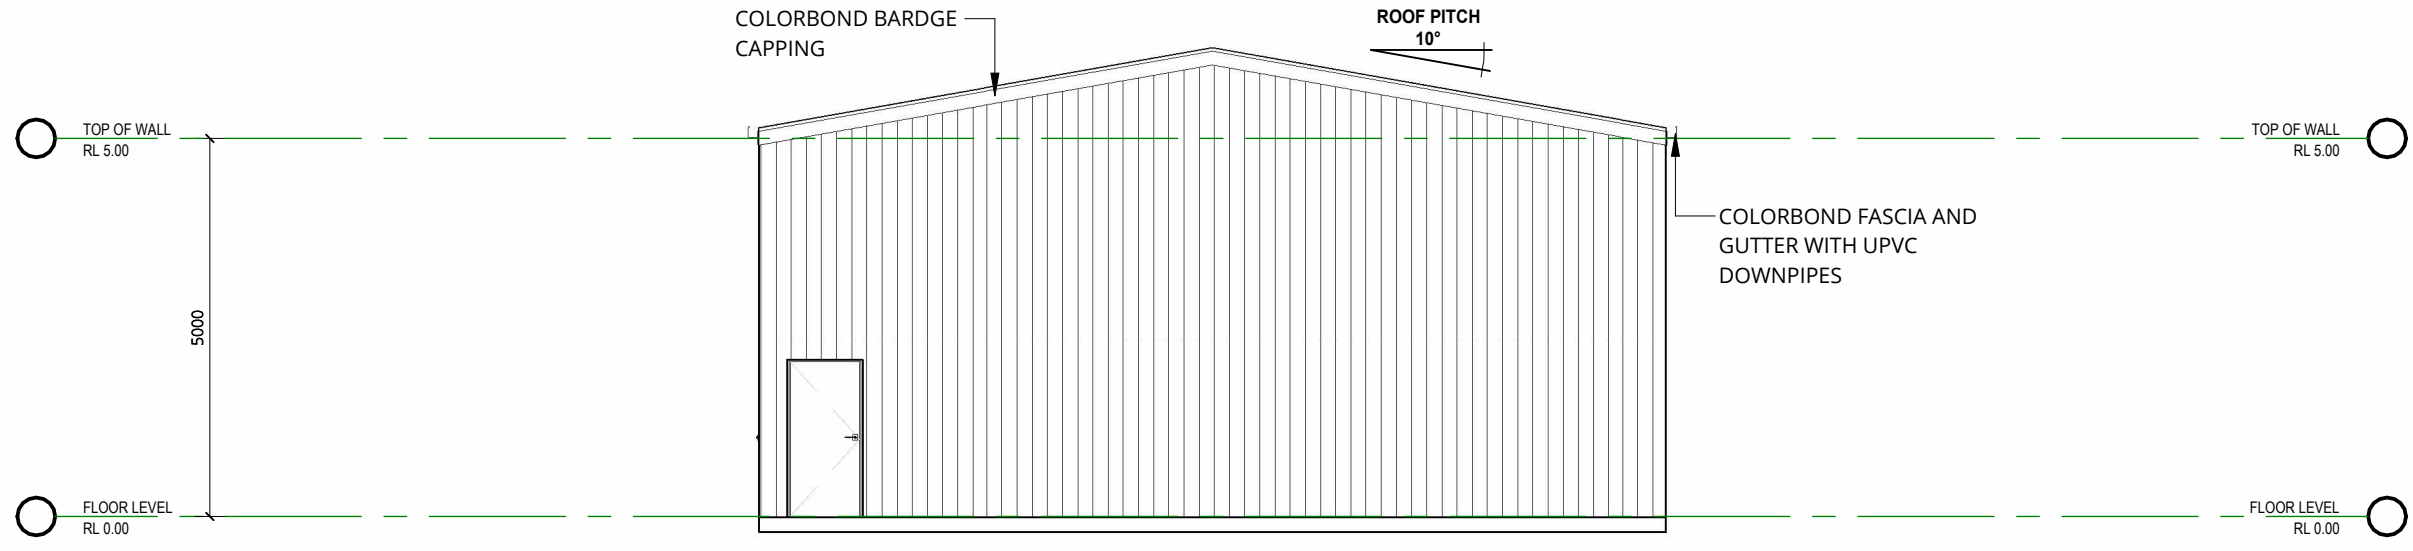 COLORBOND BARDGE
CAPPING
ROOF PITCH
10°
TOP OF WALL
RL 5.00
TOP OF WALL
RL 5.00
COLORBOND FASCIA AND
GUTTER WITH UPVC
DOWNPIPES
5000
FLOOR LEVEL
RL 0.00
FLOOR LEVEL
RL 0.00